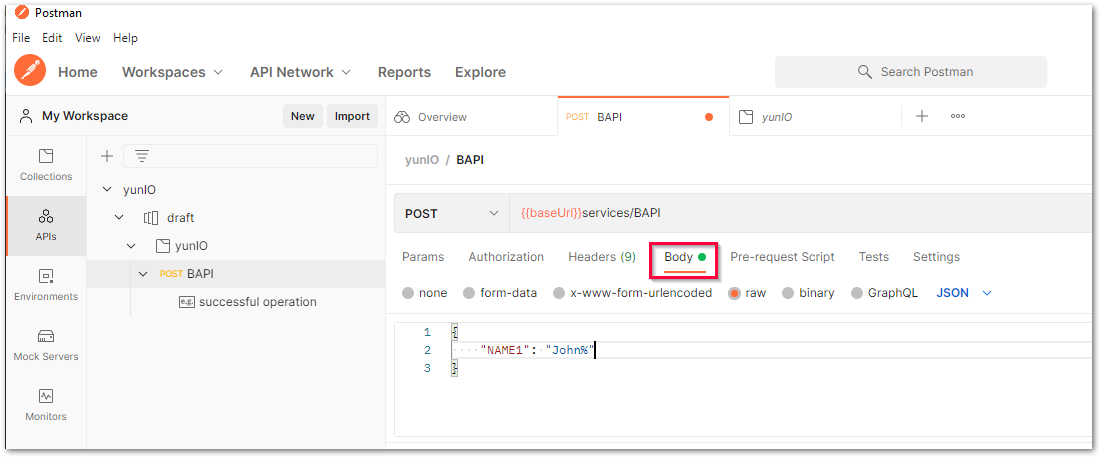 Postman
File Edit View Help
Home Workspaces API Network Reports Explore Search Postman
My Workspace New Import
Overview POST BAPI yunIO
Collections
APIs
Environments
Mock Servers
Monitors
yunIO
draft
yunIO
POST BAPI
e.g. successful operation
yunIO / BAPI
POST {{baseUrl}}services/BAPI
Params Authorization Headers (9) Body Pre-request Script Tests Settings
none form-data x-www-form-urlencoded raw binary GraphQL JSON
1 {
2 "NAME1": "John%"
3 }